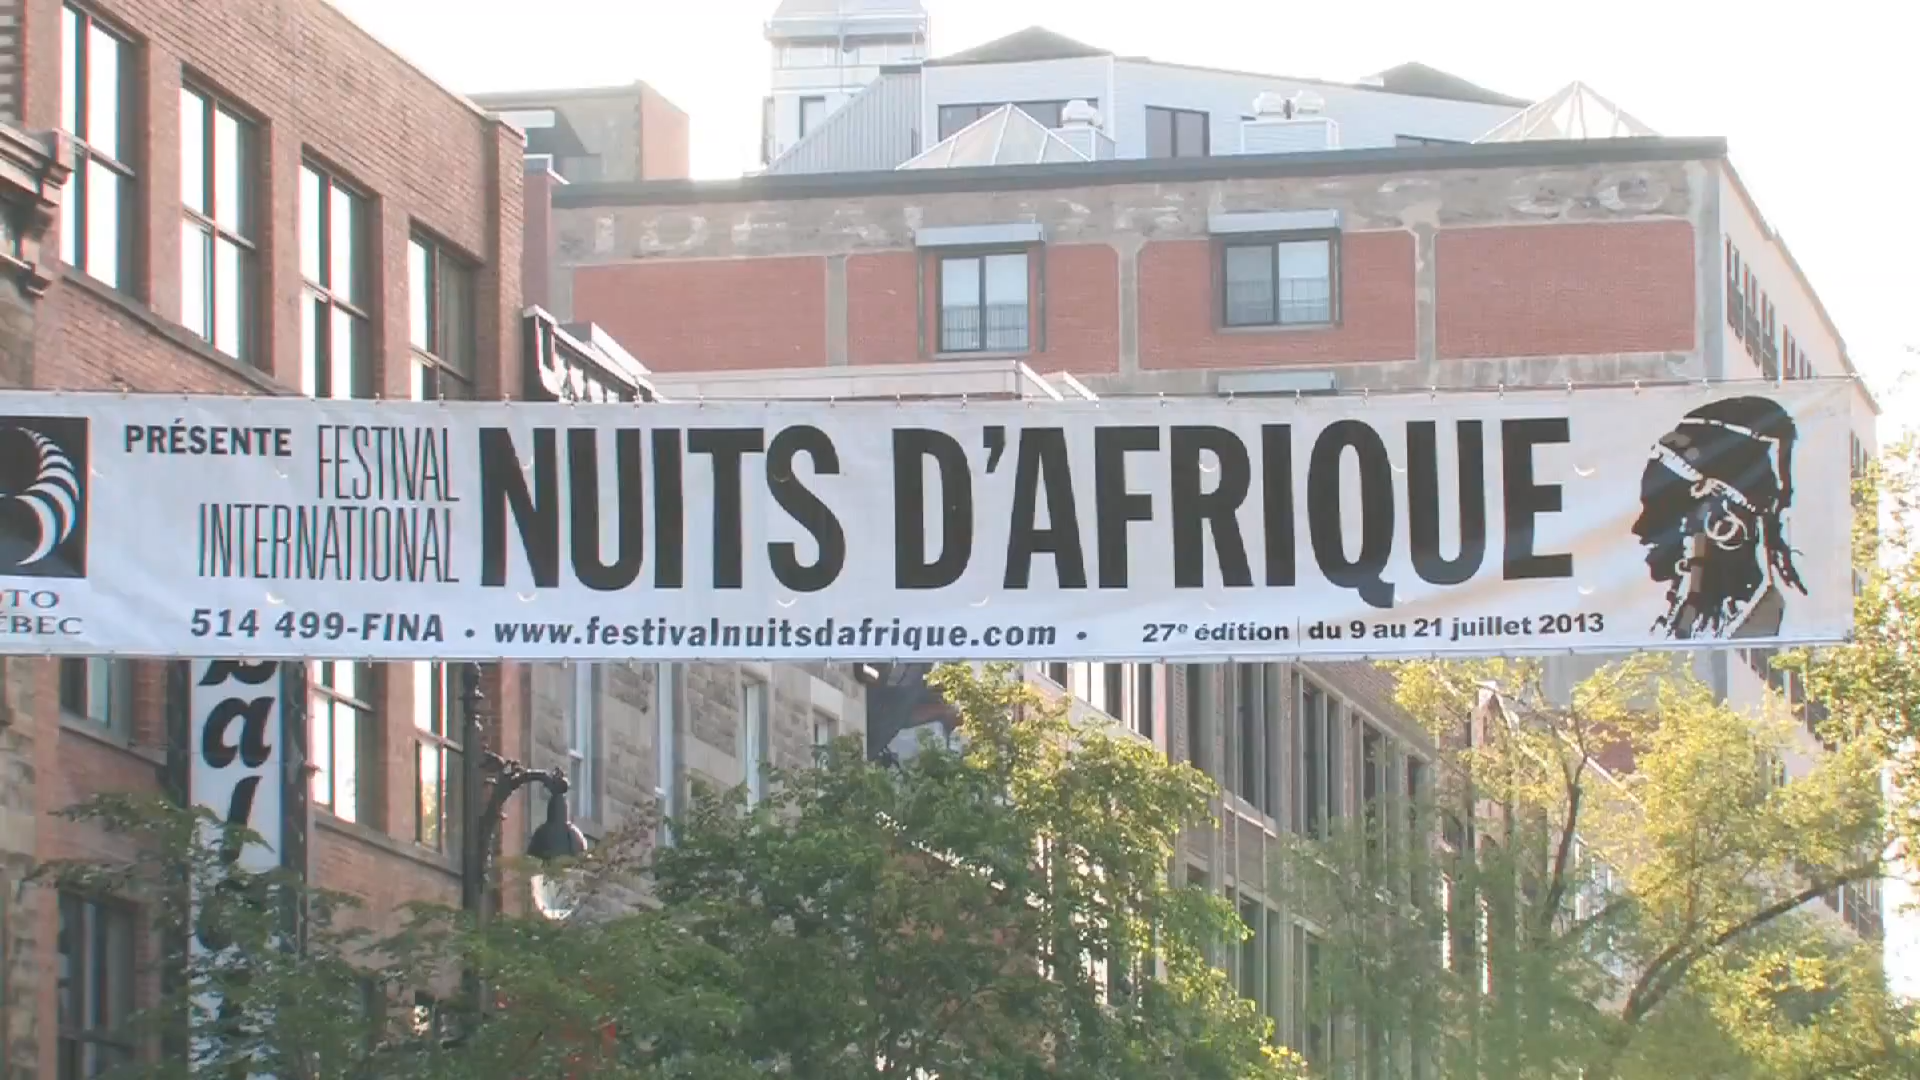 PRÉSENTE
FESTIVAL
INTERNATIONAL
NUITS D'AFRIQUE
514 499-FINA • www.festivalnuitsdafrique.com •
27e édition | du 9 au 21 juillet 2013